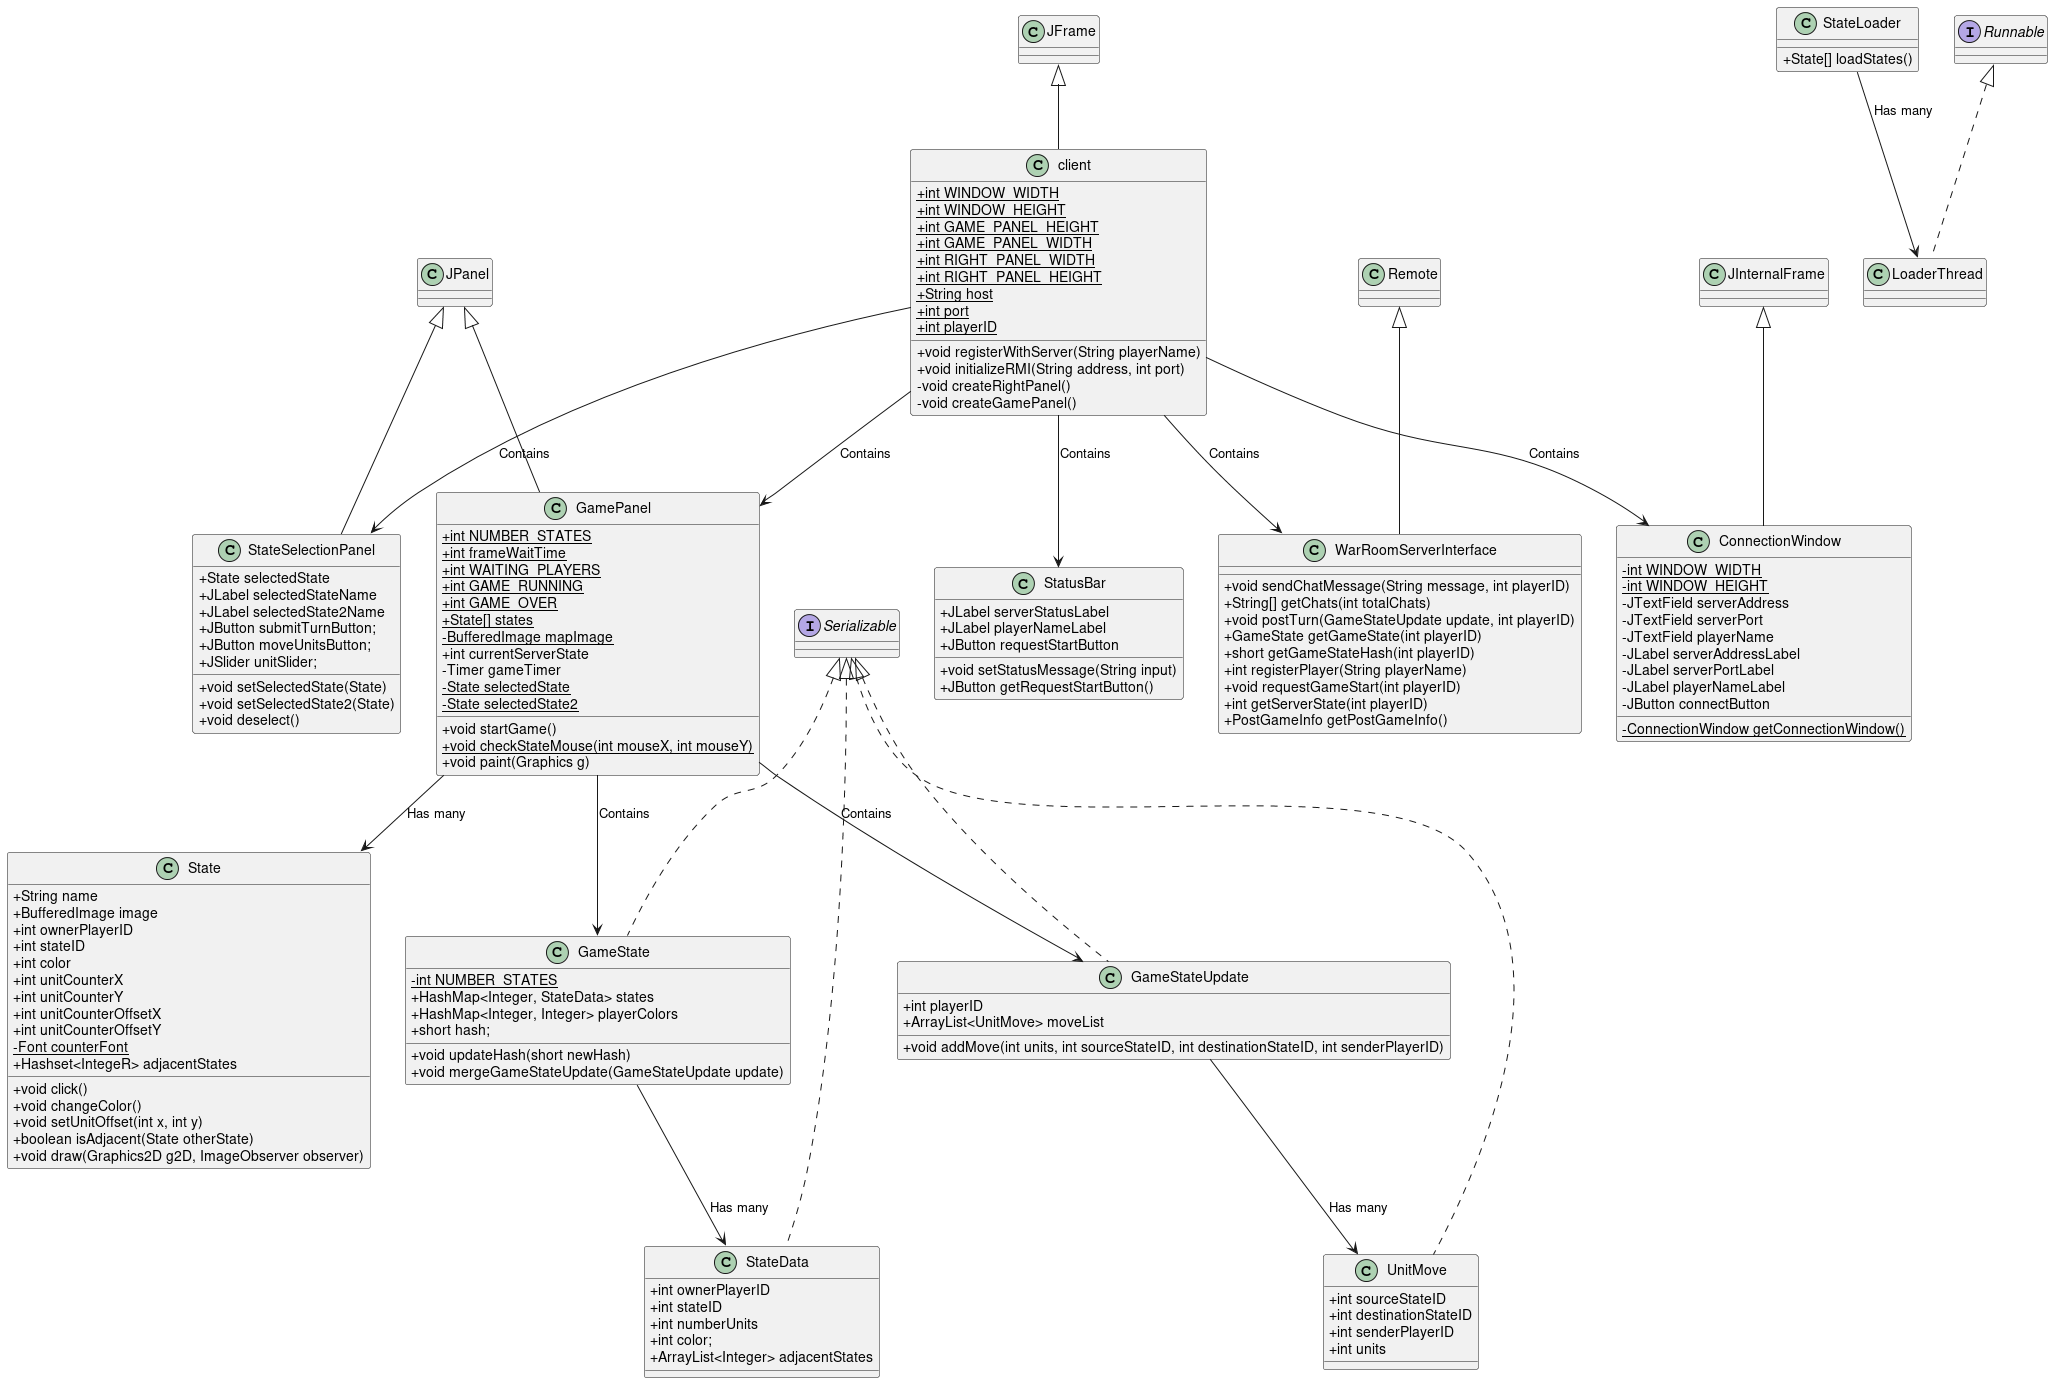 C JFrame
C StateLoader
+State[] loadStates()
I Runnable
Has many
C client
+int WINDOW_WIDTH
+int WINDOW_HEIGHT
+int GAME_PANEL_HEIGHT
+int GAME_PANEL_WIDTH
+int RIGHT_PANEL_WIDTH
+int RIGHT_PANEL_HEIGHT
+String host
+int port
+int playerID
+void registerWithServer(String playerName)
+void initializeRMI(String address, int port)
-void createRightPanel()
-void createGamePanel()
C JPanel
C Remote
C JInternalFrame
C LoaderThread
Contains
Contains
Contains
Contains
Contains
C StateSelectionPanel
+State selectedState
+JLabel selectedStateName
+JLabel selectedState2Name
+JButton submitTurnButton;
+JButton moveUnitsButton;
+JSlider unitSlider;
+void setSelectedState(State)
+void setSelectedState2(State)
+void deselect()
C GamePanel
+int NUMBER_STATES
+int frameWaitTime
+int WAITING_PLAYERS
+int GAME_RUNNING
+int GAME_OVER
+State[] states
-BufferedImage mapImage
+int currentServerState
-Timer gameTimer
-State selectedState
-State selectedState2
+void startGame()
+void checkStateMouse(int mouseX, int mouseY)
+void paint(Graphics g)
I Serializable
C StatusBar
+JLabel serverStatusLabel
+JLabel playerNameLabel
+JButton requestStartButton
+void setStatusMessage(String input)
+JButton getRequestStartButton()
C WarRoomServerInterface
+void sendChatMessage(String message, int playerID)
+String[] getChats(int totalChats)
+void postTurn(GameStateUpdate update, int playerID)
+GameState getGameState(int playerID)
+short getGameStateHash(int playerID)
+int registerPlayer(String playerName)
+void requestGameStart(int playerID)
+int getServerState(int playerID)
+PostGameInfo getPostGameInfo()
C ConnectionWindow
-int WINDOW_WIDTH
-int WINDOW_HEIGHT
-JTextField serverAddress
-JTextField serverPort
-JTextField playerName
-JLabel serverAddressLabel
-JLabel serverPortLabel
-JLabel playerNameLabel
-JButton connectButton
-ConnectionWindow getConnectionWindow()
Has many
Contains
Contains
C State
+String name
+BufferedImage image
+int ownerPlayerID
+int stateID
+int color
+int unitCounterX
+int unitCounterY
+int unitCounterOffsetX
+int unitCounterOffsetY
-Font counterFont
+Hashset<IntegeR> adjacentStates
+void click()
+void changeColor()
+void setUnitOffset(int x, int y)
+boolean isAdjacent(State otherState)
+void draw(Graphics2D g2D, ImageObserver observer)
C GameState
-int NUMBER_STATES
+HashMap<Integer, StateData> states
+HashMap<Integer, Integer> playerColors
+short hash;
+void updateHash(short newHash)
+void mergeGameStateUpdate(GameStateUpdate update)
C GameStateUpdate
+int playerID
+ArrayList<UnitMove> moveList
+void addMove(int units, int sourceStateID, int destinationStateID, int senderPlayerID)
Has many
Has many
C StateData
+int ownerPlayerID
+int stateID
+int numberUnits
+int color;
+ArrayList<Integer> adjacentStates
C UnitMove
+int sourceStateID
+int destinationStateID
+int senderPlayerID
+int units